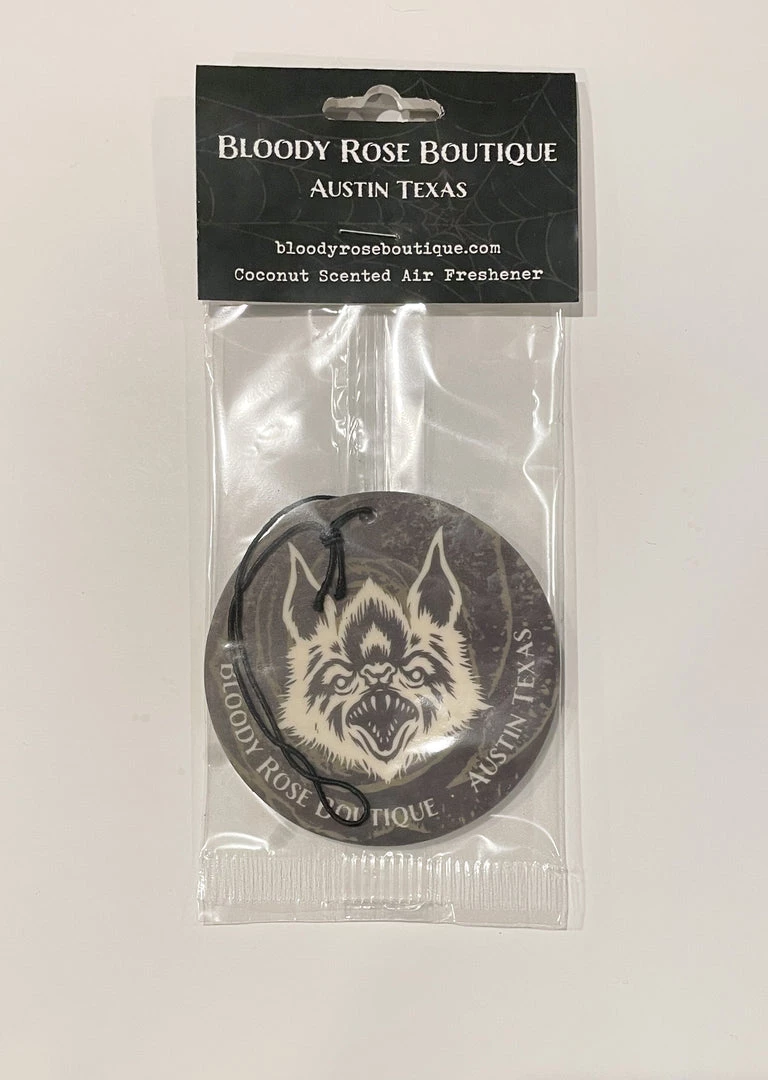 Bloody Rose Boutique
Austin Texas
bloodyroseboutique.com
Coconut Scented Air Freshener
Bloody Rose Boutique
Austin Texas